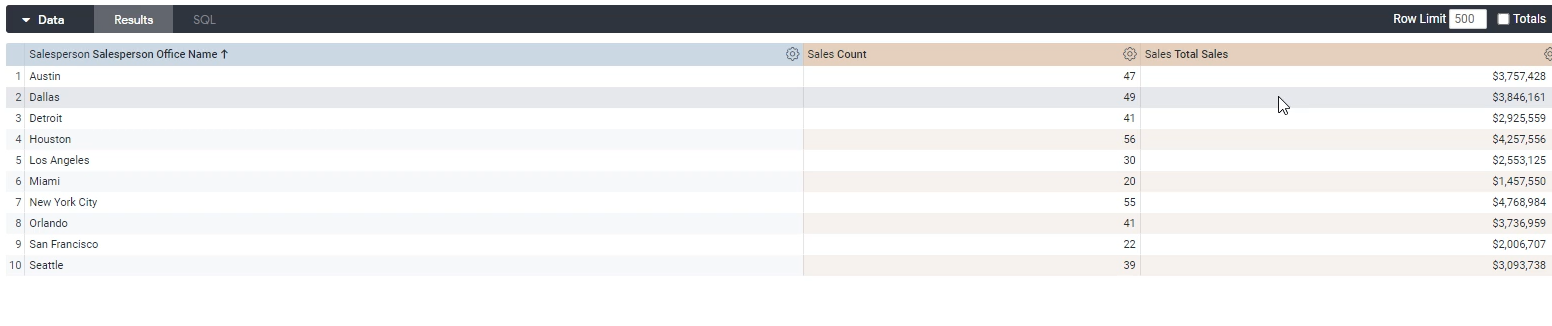 Data Results SQL Row Limit 500 Totals
Salesperson Salesperson Office Name ↑ Sales Count Sales Total Sales
1 Austin 47 $3,757,428
2 Dallas 49 $3,846,161
3 Detroit 41 $2,925,559
4 Houston 56 $4,257,556
5 Los Angeles 30 $2,553,125
6 Miami 20 $1,457,550
7 New York City 55 $4,768,984
8 Orlando 41 $3,736,959
9 San Francisco 22 $2,006,707
10 Seattle 39 $3,093,738